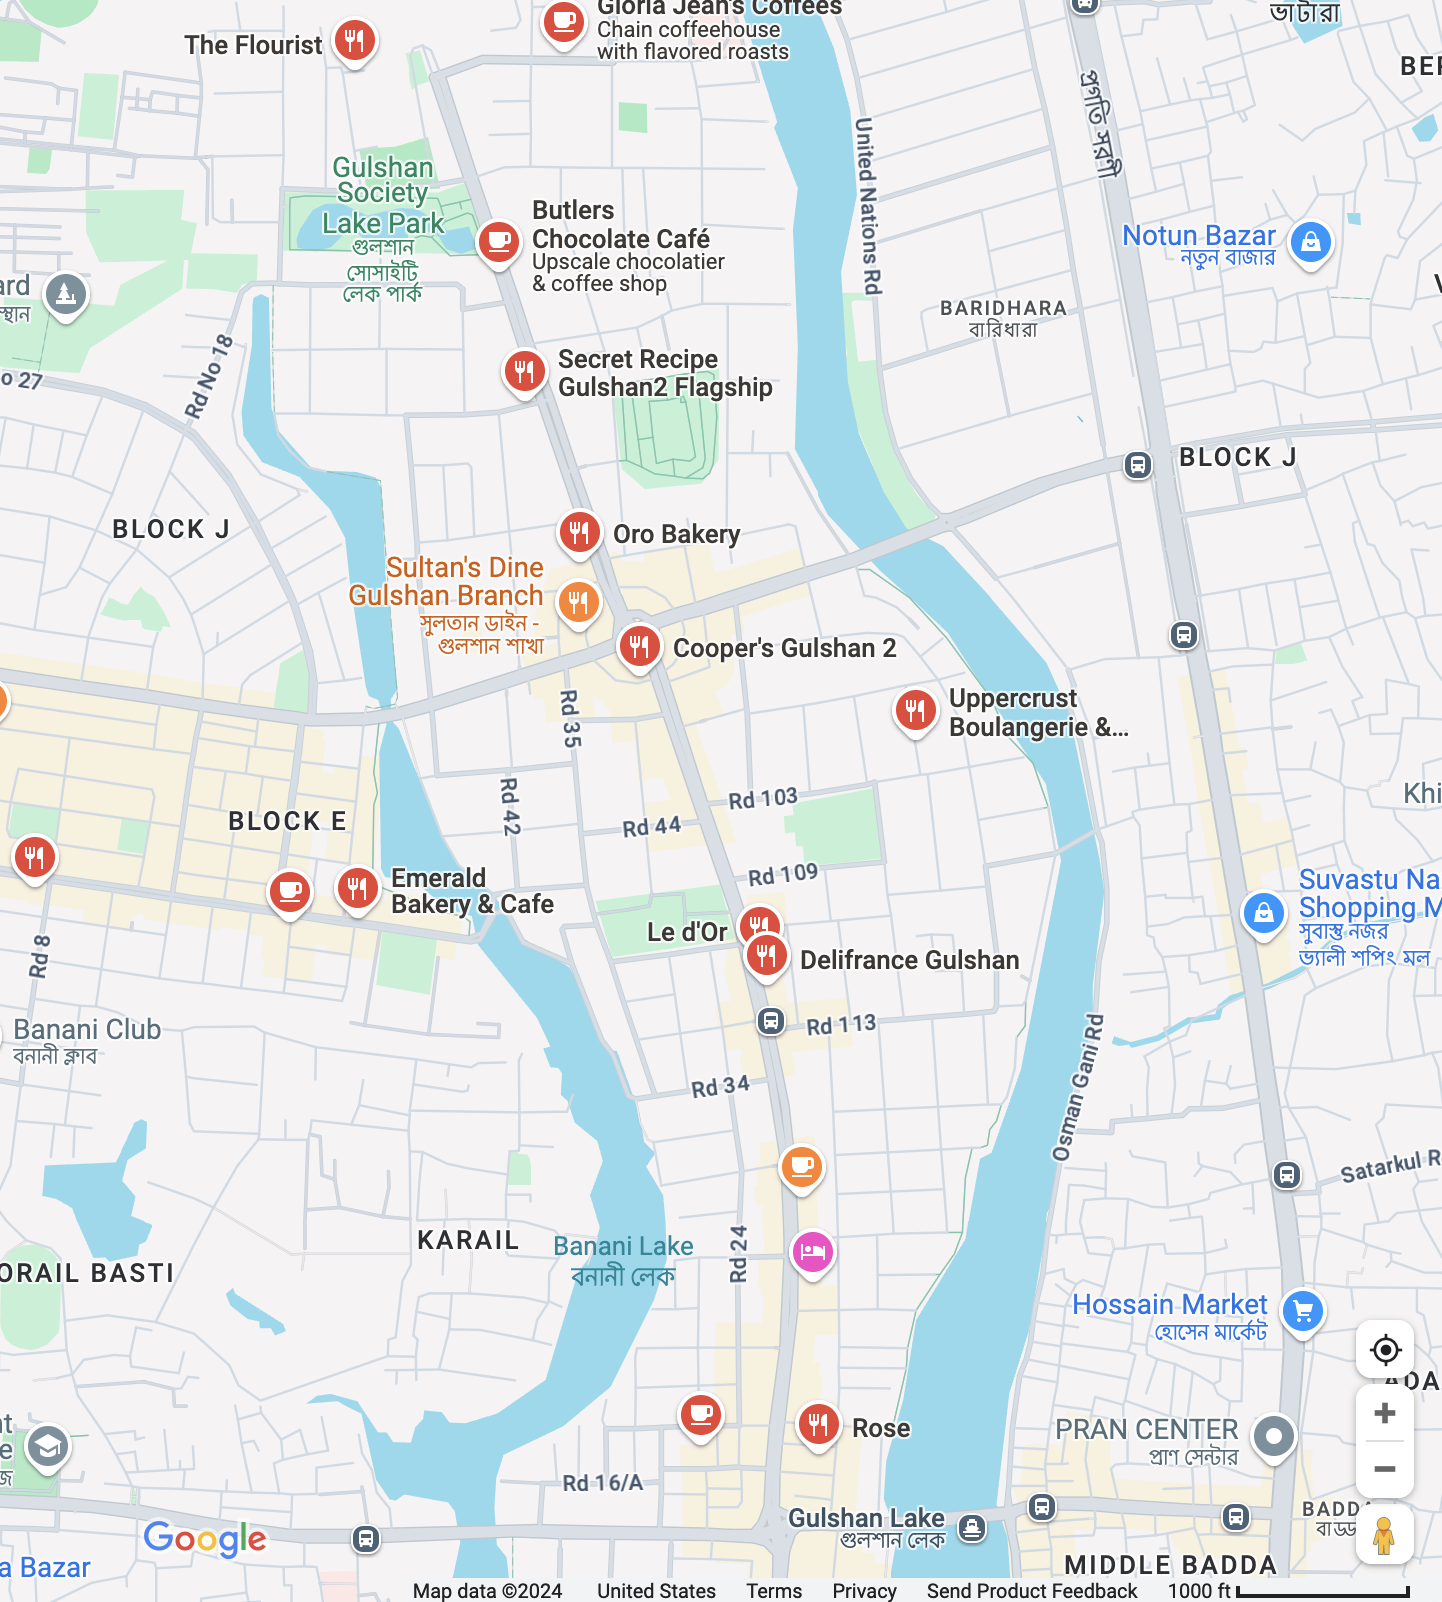 Gloria Jean's Coffees
Chain coffeehouse
with flavored roasts
The Flourist
ভাটারা
প্রগতি সরণী
United Nations Rd
Gulshan
Society
Lake Park
গুলশান
সোসাইটি
লেক পার্ক
Butlers
Chocolate Café
Upscale chocolatier
& coffee shop
Notun Bazar
নতুন বাজার
BARIDHARA
বারিধারা
Rd No 18
Secret Recipe
Gulshan2 Flagship
27
BLOCK J
BLOCK J
Oro Bakery
Sultan's Dine
Gulshan Branch
সুলতান ডাইন -
গুলশান শাখা
Cooper's Gulshan 2
Rd 35
Uppercrust
Boulangerie &...
Rd 42
Rd 103
Rd 44
BLOCK E
Rd 109
Emerald
Bakery & Cafe
Suvastu Na
Shopping M
সুবাস্তু নজর
ভ্যালী শপিং মল
Le d'Or
Delifrance Gulshan
Rd 8
Rd 113
Banani Club
বনানী ক্লাব
Osman Gani Rd
Rd 34
Satarkul R
KARAIL
Banani Lake
বনানী লেক
Rd 24
ORAIL BASTI
Hossain Market
হোসেন মার্কেট
Rose
PRAN CENTER
প্রাণ সেন্টার
Rd 16/A
Gulshan Lake
গুলশান লেক
Google
MIDDLE BADDA
a Bazar
Map data ©2024 United States Terms Privacy Send Product Feedback 1000 ft